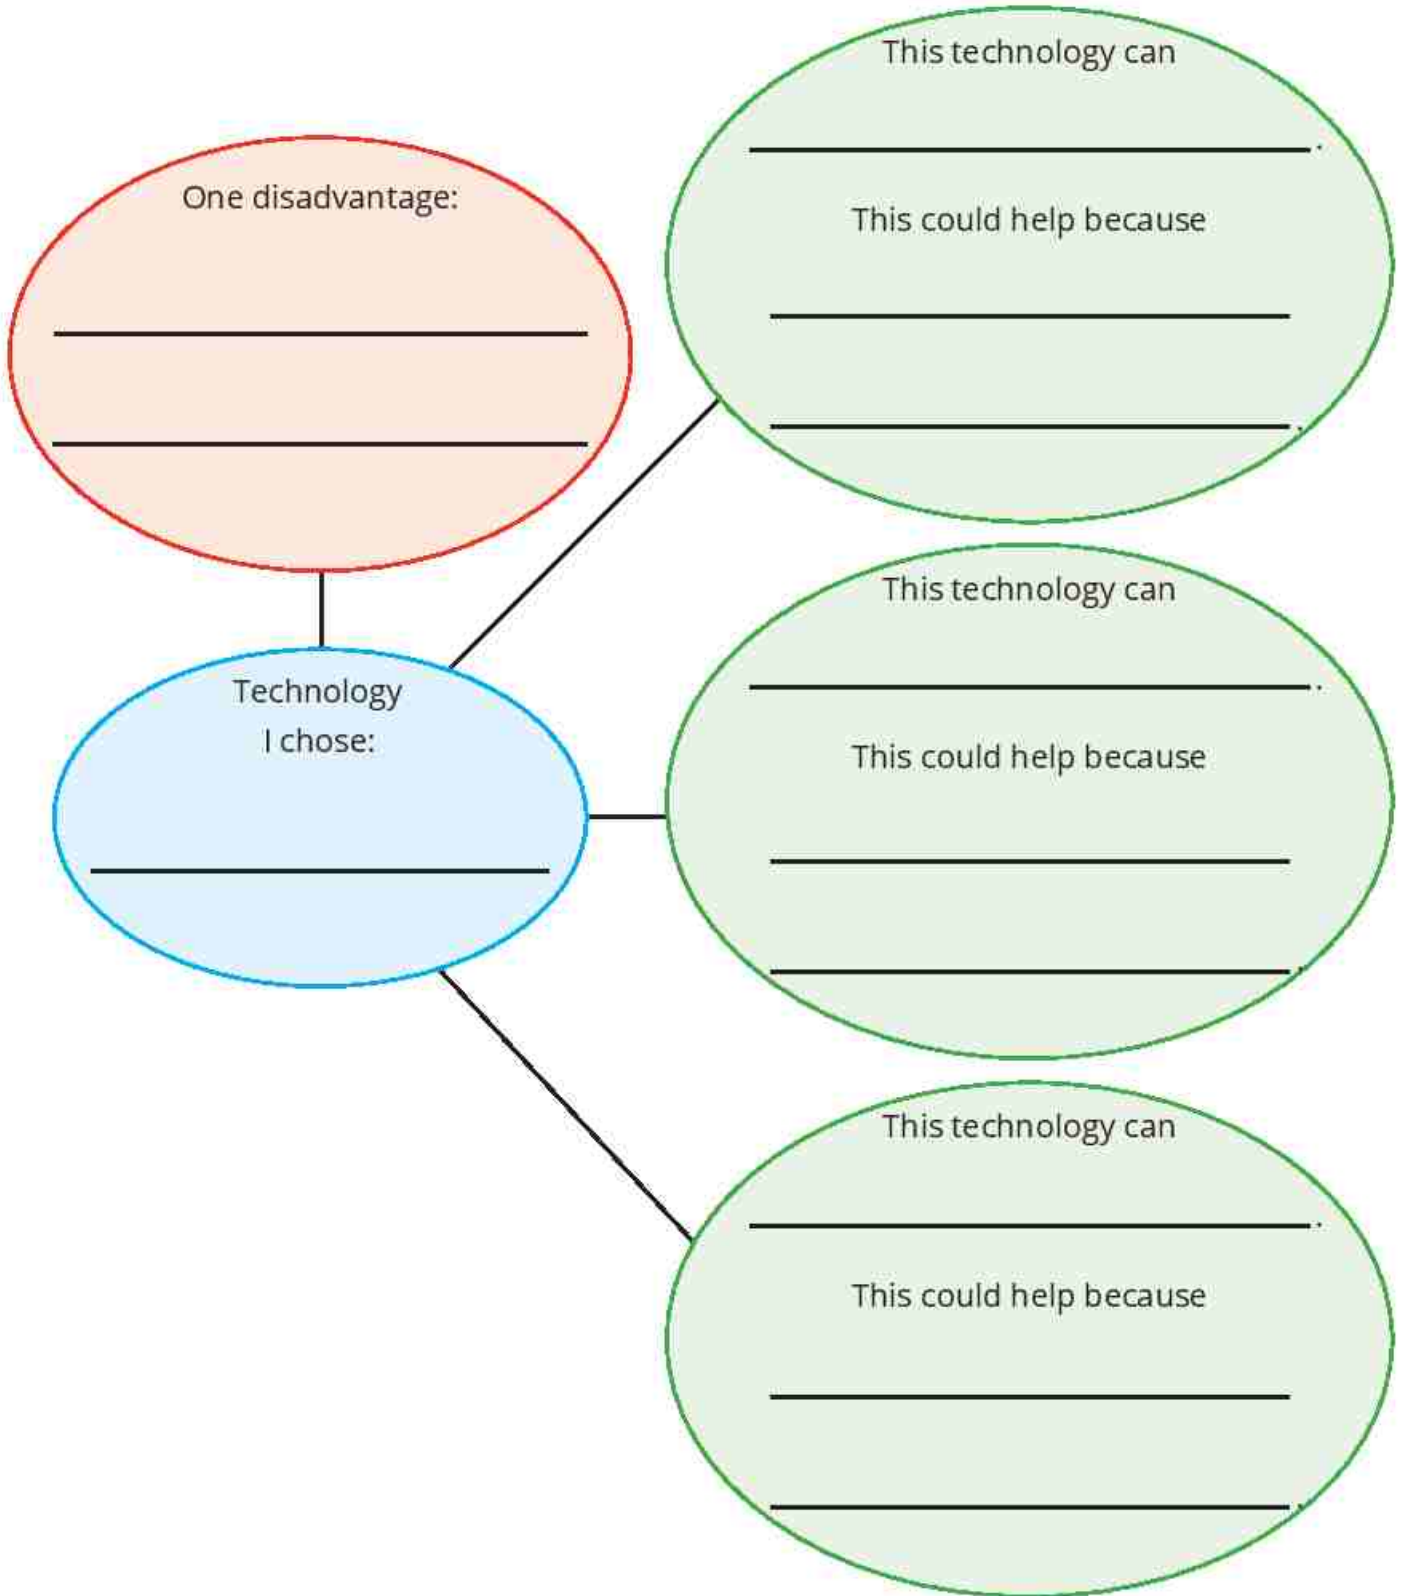 One disadvantage:
Technology
I chose:
This technology can
.
This could help because
.
This technology can
.
This could help because
.
This technology can
.
This could help because
.